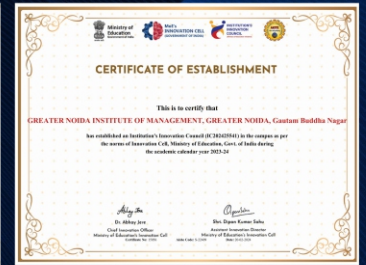 Ministry of
Education
MoE's
INNOVATION CELL
GOVERNMENT OF INDIA
INSTITUTION'S
INNOVATION
COUNCIL
CERTIFICATE OF ESTABLISHMENT
This is to certify that
GREATER NOIDA INSTITUTE OF MANAGEMENT, GREATER NOIDA, Gautam Buddha Nagar
has established an Institution's Innovation Council (IC202425541) in the campus as per
the norms of Innovation Cell, Ministry of Education, Govt. of India during
the academic calendar year 2023-24
Dr. Abhay Jere
Chief Innovation Officer
Ministry of Education's Innovation Cell
Shri. Dipan Kumar Sahu
Assistant Innovation Director
Ministry of Education's Innovation Cell